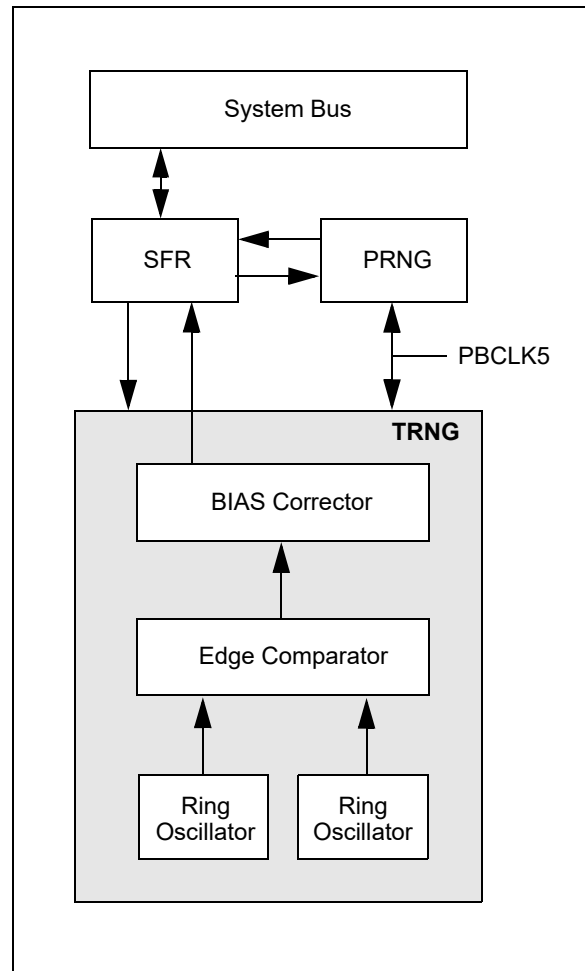 System Bus
SFR
PRNG
PBCLK5
TRNG
BIAS Corrector
Edge Comparator
Ring
Oscillator
Ring
Oscillator